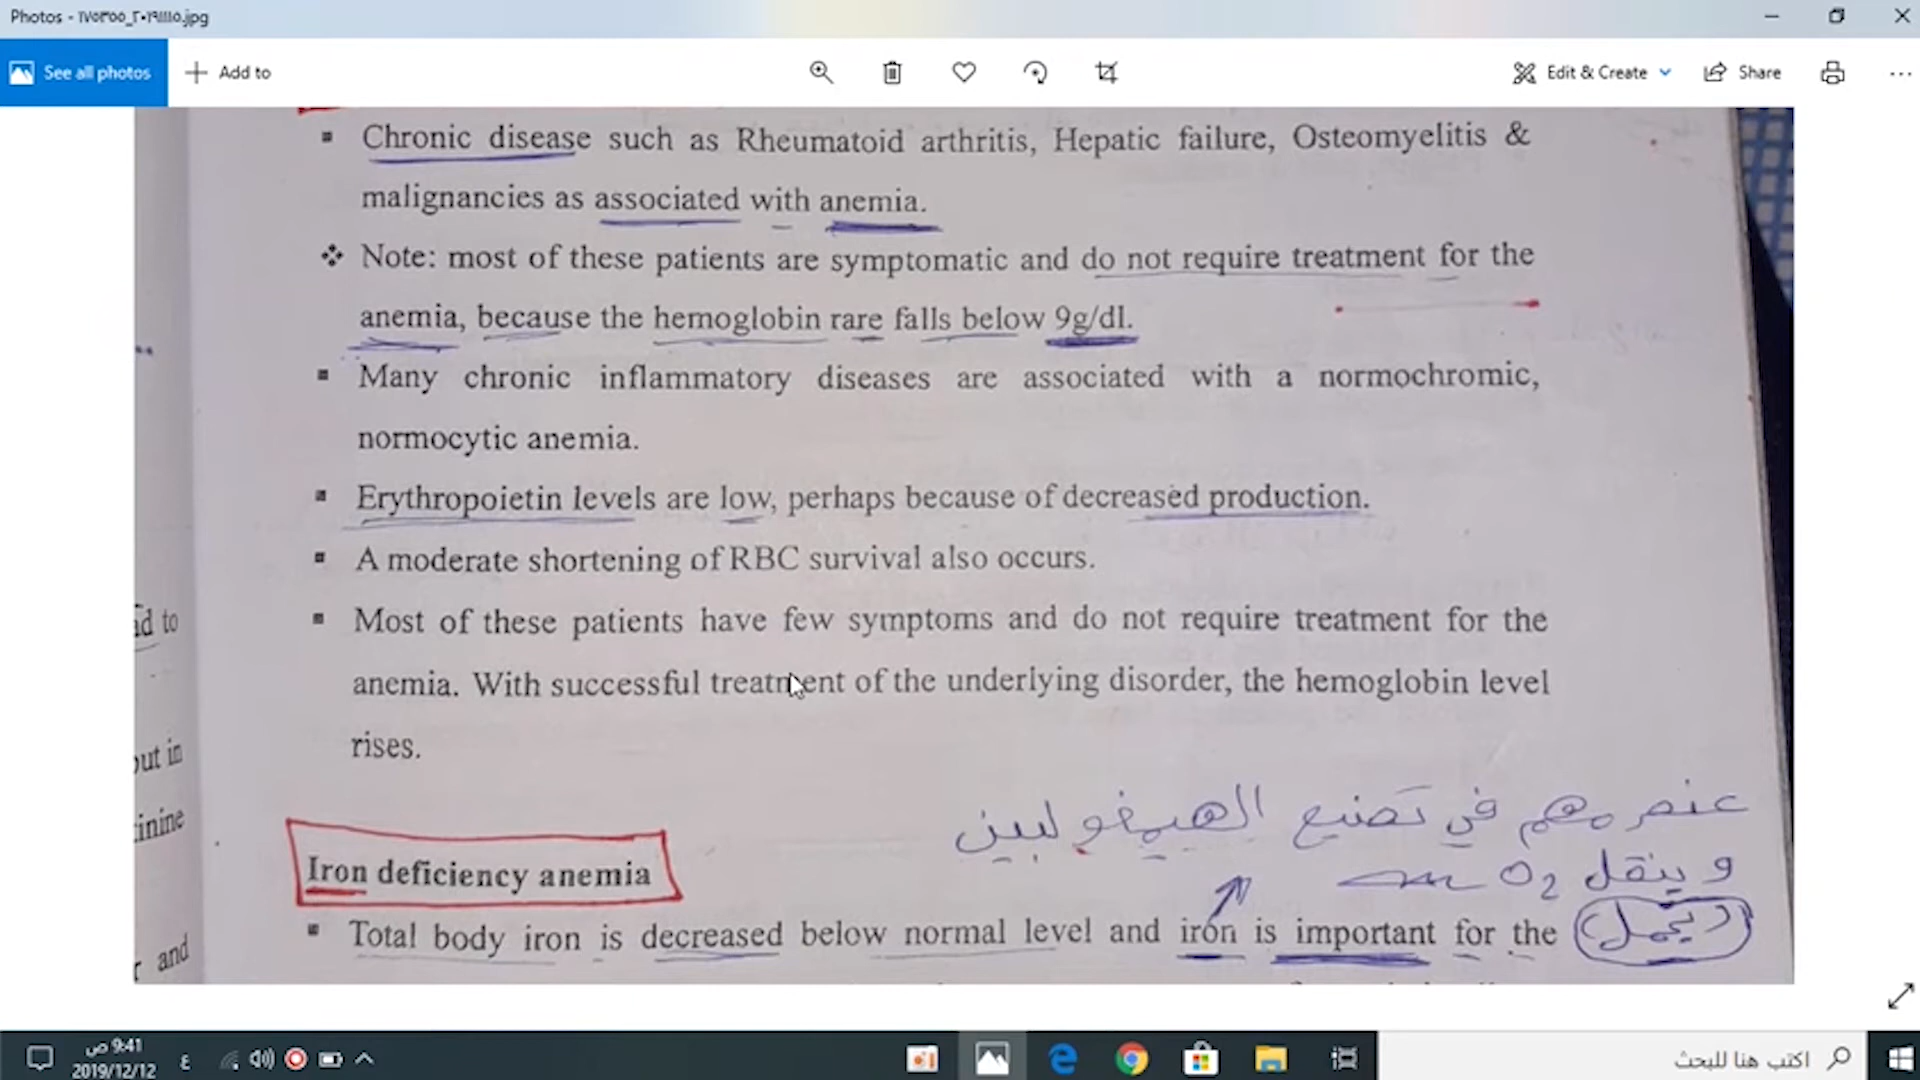 Photos - ٢٠١٩١١١٥_١٧٥٣٥٥.jpg
See all photos
Add to
Edit & Create
Share
Chronic disease such as Rheumatoid arthritis, Hepatic failure, Osteomyelitis &
malignancies as associated with anemia.
Note: most of these patients are symptomatic and do not require treatment for the
anemia, because the hemoglobin rare falls below 9g/dl.
Many chronic inflammatory diseases are associated with a normochromic,
normocytic anemia.
Erythropoietin levels are low, perhaps because of decreased production.
A moderate shortening of RBC survival also occurs.
Most of these patients have few symptoms and do not require treatment for the
anemia. With successful treatment of the underlying disorder, the hemoglobin level
rises.
عنصر مهم في تصنيع الهيموغلوبين
و ينقل O2
Iron deficiency anemia
Total body iron is decreased below normal level and iron is important for the
to
out in
and
9:41 ص
2019/12/12
ع
اكتب هنا للبحث